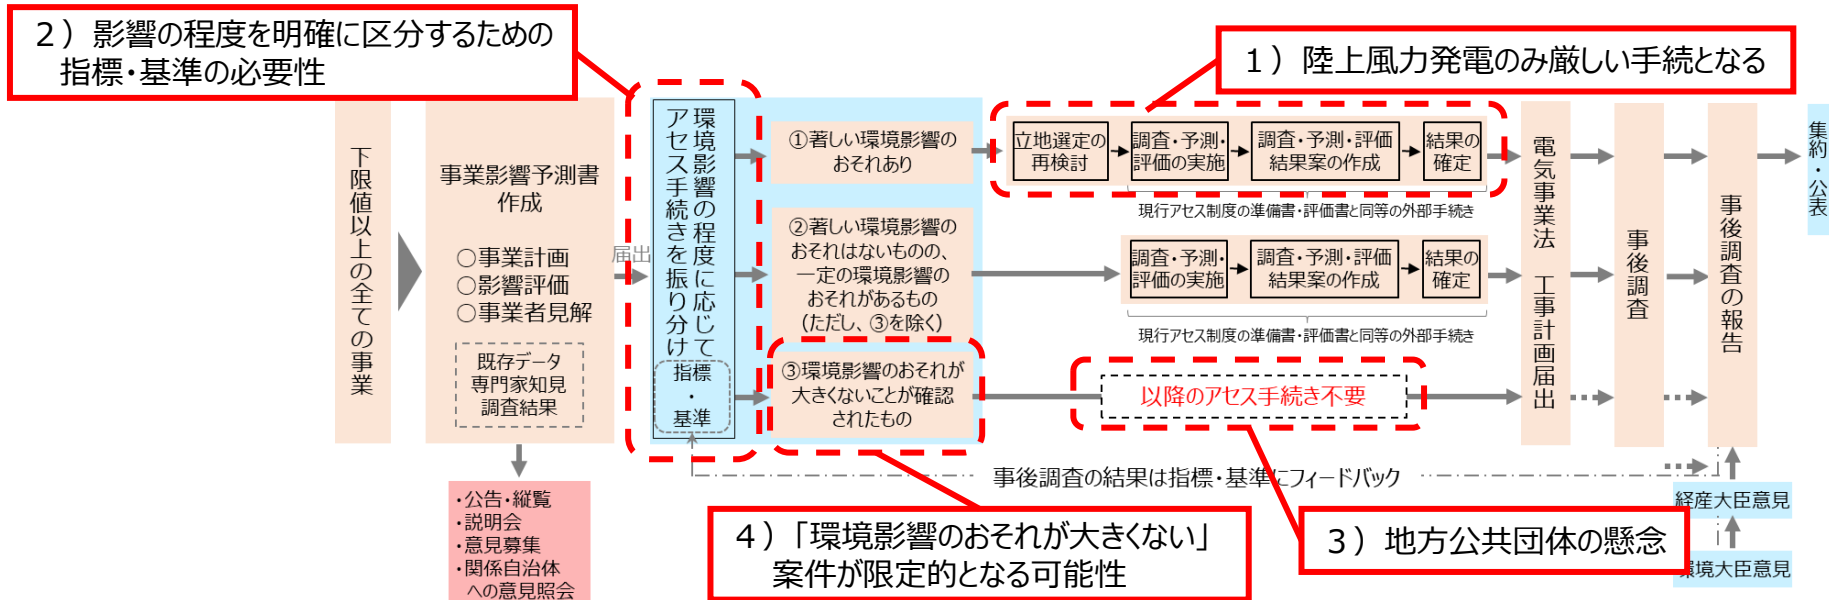 2）影響の程度を明確に区分するための
指標・基準の必要性
1）陸上風力発電のみ厳しい手続となる
下限値以上の全ての事業
事業影響予測書
作成
○事業計画
○影響評価
○事業者見解
既存データ
専門家知見
調査結果
・公告・縦覧
・説明会
・意見募集
・関係自治体
への意見照会
届出
環境影響の程度に応じて
アセス手続きを振り分け
指標
・
基準
①著しい環境影響の
おそれあり
②著しい環境影響の
おそれはないものの、
一定の環境影響の
おそれがあるもの
（ただし、③を除く）
③環境影響のおそれが
大きくないことが確認
されたもの
立地選定の
再検討
調査・予測・
評価の実施
調査・予測・評価
結果案の作成
結果の
確定
現行アセス制度の準備書・評価書と同等の外部手続き
調査・予測・
評価の実施
調査・予測・評価
結果案の作成
結果の
確定
現行アセス制度の準備書・評価書と同等の外部手続き
以降のアセス手続き不要
電気事業法　工事計画届出
事後調査
事後調査の報告
集約・公表
事後調査の結果は指標・基準にフィードバック
経産大臣意見
環境大臣意見
4）「環境影響のおそれが大きくない」
案件が限定的となる可能性
3）地方公共団体の懸念